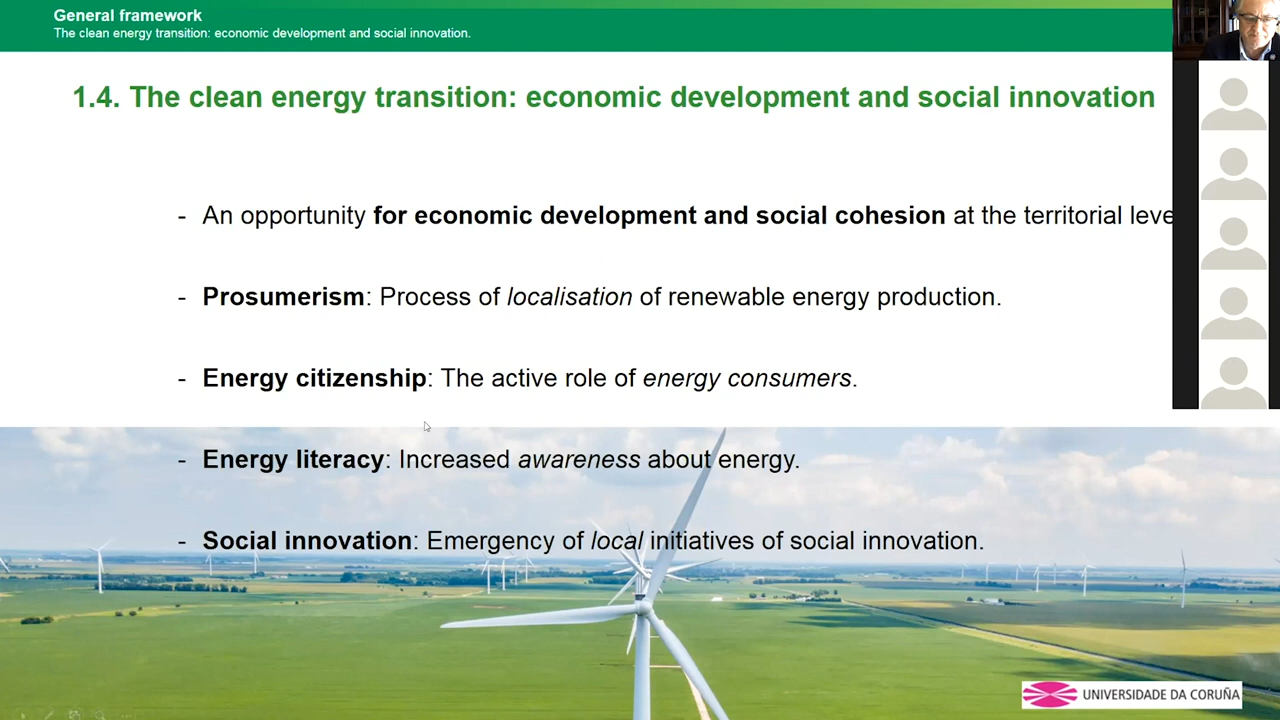 General framework
The clean energy transition: economic development and social innovation.
1.4. The clean energy transition: economic development and social innovation
- An opportunity for economic development and social cohesion at the territorial leve
- Prosumerism: Process of localisation of renewable energy production.
- Energy citizenship: The active role of energy consumers.
- Energy literacy: Increased awareness about energy.
- Social innovation: Emergency of local initiatives of social innovation.
UNIVERSIDADE DA CORUÑA